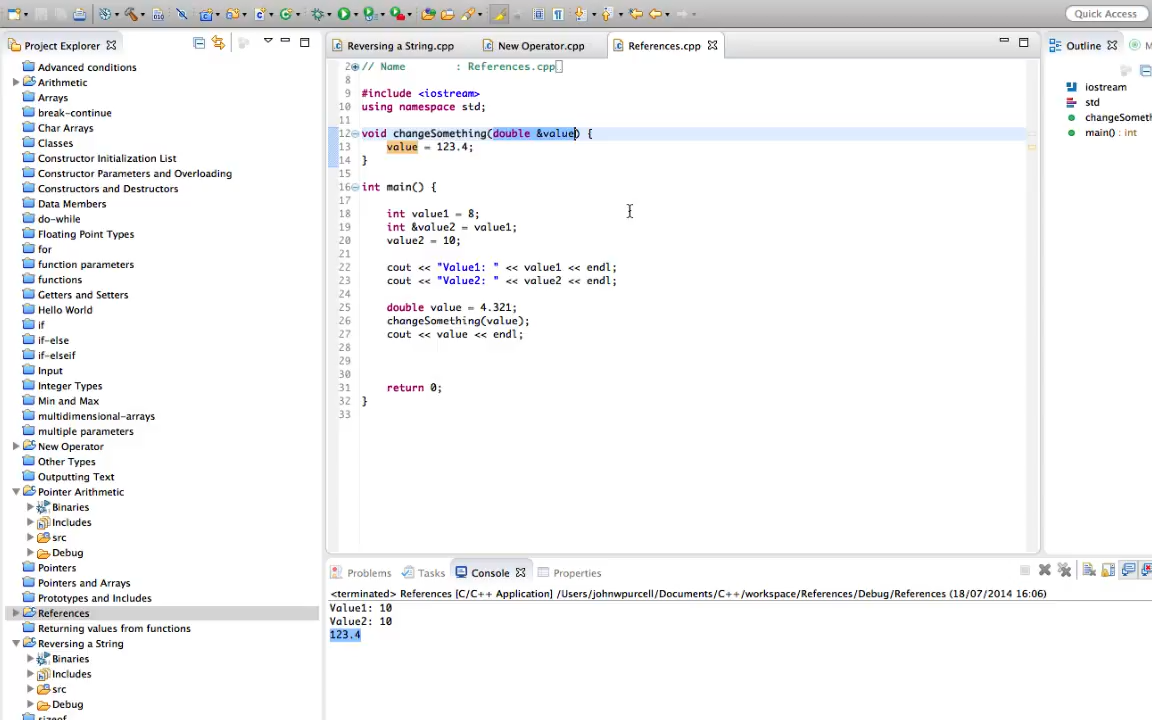 Quick Access
Project Explorer
Advanced conditions
Arithmetic
Arrays
break-continue
Char Arrays
Classes
Constructor Initialization List
Constructor Parameters and Overloading
Constructors and Destructors
Data Members
do-while
Floating Point Types
for
function parameters
functions
Getters and Setters
Hello World
if
if-else
if-elseif
Input
Integer Types
Min and Max
multidimensional-arrays
multiple parameters
New Operator
Other Types
Outputting Text
Pointer Arithmetic
Binaries
Includes
src
Debug
Pointers
Pointers and Arrays
Prototypes and Includes
References
Returning values from functions
Reversing a String
Binaries
Includes
src
Debug
sizeof
Reversing a String.cpp
New Operator.cpp
References.cpp
2 // Name : References.cpp
8
9 #include <iostream>
10 using namespace std;
11
12 void changeSomething(double &value) {
13 value = 123.4;
14 }
15
16 int main() {
17
18 int value1 = 8;
19 int &value2 = value1;
20 value2 = 10;
21
22 cout << "Value1: " << value1 << endl;
23 cout << "Value2: " << value2 << endl;
24
25 double value = 4.321;
26 changeSomething(value);
27 cout << value << endl;
28
29
30
31 return 0;
32 }
33
Outline
M
iostream
std
changeSometh
main() : int
Problems
Tasks
Console
Properties
<terminated> References [C/C++ Application] /Users/johnwpurcell/Documents/C++/workspace/References/Debug/References (18/07/2014 16:06)
Value1: 10
Value2: 10
123.4